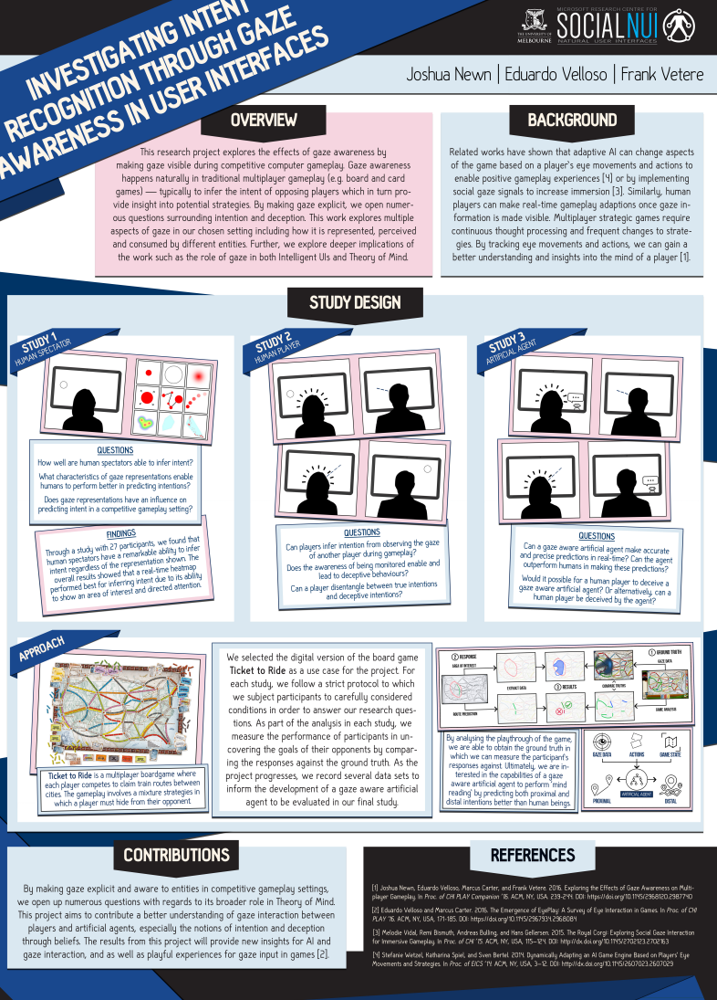 INVESTIGATING INTENT
RECOGNITION THROUGH GAZE
AWARENESS IN USER INTERFACES
THE UNIVERSITY OF
MELBOURNE
MICROSOFT RESEARCH CENTRE FOR
SOCIALNUI
NATURAL USER INTERFACES
Joshua Newn | Eduardo Velloso | Frank Vetere
OVERVIEW
This research project explores the effects of gaze awareness by
making gaze visible during competitive computer gameplay. Gaze awareness
happens naturally in traditional multiplayer gameplay (e.g. board and card
games) — typically to infer the intent of opposing players which in turn pro-
vide insight into potential strategies. By making gaze explicit, we open numer-
ous questions surrounding intention and deception. This work explores multiple
aspects of gaze in our chosen setting including how it is represented, perceived
and consumed by different entities. Further, we explore deeper implications of
the work such as the role of gaze in both Intelligent UIs and Theory of Mind.
BACKGROUND
Related works have shown that adaptive AI can change aspects
of the game based on a player's eye movements and actions to
enable positive gameplay experiences [4] or by implementing
social gaze signals to increase immersion [3]. Similarly, human
players can make real-time gameplay adaptions once gaze in-
formation is made visible. Multiplayer strategic games require
continuous thought processing and frequent changes to strate-
gies. By tracking eye movements and actions, we can gain a
better understanding and insights into the mind of a player [1].
STUDY DESIGN
STUDY 1
HUMAN SPECTATOR
QUESTIONS
How well are human spectators able to infer intent?
What characteristics of gaze representations enable
humans to perform better in predicting intentions?
Does gaze representations have an influence on
predicting intent in a competitive gameplay setting?
FINDINGS
Through a study with 27 participants, we found that
human spectators have a remarkable ability to infer
intent regardless of the representation shown. The
overall results showed that a real-time heatmap
performed best for inferring intent due to its ability
to show an area of interest and directed attention.
STUDY 2
HUMAN PLAYER
QUESTIONS
Can players infer intention from observing the gaze
of another player during gameplay?
Does the awareness of being monitored enable and
lead to deceptive behaviours?
Can a player disentangle between true intentions
and deceptive intentions?
STUDY 3
ARTIFICIAL AGENT
QUESTIONS
Can a gaze aware artificial agent make accurate
and precise predictions in real-time? Can the agent
outperform humans in making these predictions?
Would it possible for a human player to deceive a
gaze aware artificial agent? Or alternatively, can a
human player be deceived by the agent?
APPROACH
Ticket to Ride is a multiplayer boardgame where
each player competes to claim train routes between
cities. The gameplay involves a mixture strategies in
which a player must hide from their opponent.
We selected the digital version of the board game
Ticket to Ride as a use case for the project. For
each study, we follow a strict protocol to which
we subject participants to carefully considered
conditions in order to answer our research ques-
tions. As part of the analysis in each study, we
measure the performance of participants in un-
covering the goals of their opponents by compar-
ing the responses against the ground truth. As the
project progresses, we record several data sets to
inform the development of a gaze aware artificial
agent to be evaluated in our final study.
2 RESPONSE
AREA OF INTEREST
1 GROUND TRUTH
GAZE DATA
EXTRACT DATA
3 RESULTS
COMBINE TRUTHS
ROUTE PREDICTION
GAME ANALYSIS
By analysing the playthrough of the game,
we are able to obtain the ground truth in
which we can measure the participant's
responses against. Ultimately, we are in-
terested in the capabilities of a gaze
aware artificial agent to perform 'mind
reading' by predicting both proximal and
distal intentions better than human beings.
GAZE DATA
ACTIONS
GAME STATE
PROXIMAL
ARTIFICIAL AGENT
DISTAL
CONTRIBUTIONS
By making gaze explicit and aware to entities in competitive gameplay settings,
we open up numerous questions with regards to its broader role in Theory of Mind.
This project aims to contribute a better understanding of gaze interaction between
players and artificial agents, especially the notions of intention and deception
through beliefs. The results from this project will provide new insights for AI and
gaze interaction, and as well as playful experiences for gaze input in games [2].
REFERENCES
[1] Joshua Newn, Eduardo Velloso, Marcus Carter, and Frank Vetere. 2016. Exploring the Effects of Gaze Awareness on Multi-
player Gameplay. In Proc. of CHI PLAY Companion '16. ACM, NY, USA. 239-244. DOI: https://doi.org/10.1145/2968120.2987740
[2] Eduardo Velloso and Marcus Carter. 2016. The Emergence of EyePlay: A Survey of Eye Interaction in Games. In Proc. of CHI
PLAY '16. ACM, NY, USA, 171-185. DOI: https://doi.org/10.1145/2967934.2968084
[3] Melodie Vidal, Remi Bismuth, Andreas Bulling, and Hans Gellersen. 2015. The Royal Corgi: Exploring Social Gaze Interaction
for Immersive Gameplay. In Proc. of CHI '15. ACM, NY, USA, 115–124. DOI: http://dx.doi.org/10.1145/2702123.2702163
[4] Stefanie Wetzel, Katharina Spiel, and Sven Bertel. 2014. Dynamically Adapting an AI Game Engine Based on Players' Eye
Movements and Strategies. In Proc. of EICS '14. ACM, NY, USA, 3–12. DOI: http://dx.doi.org/10.1145/2607023.2607029